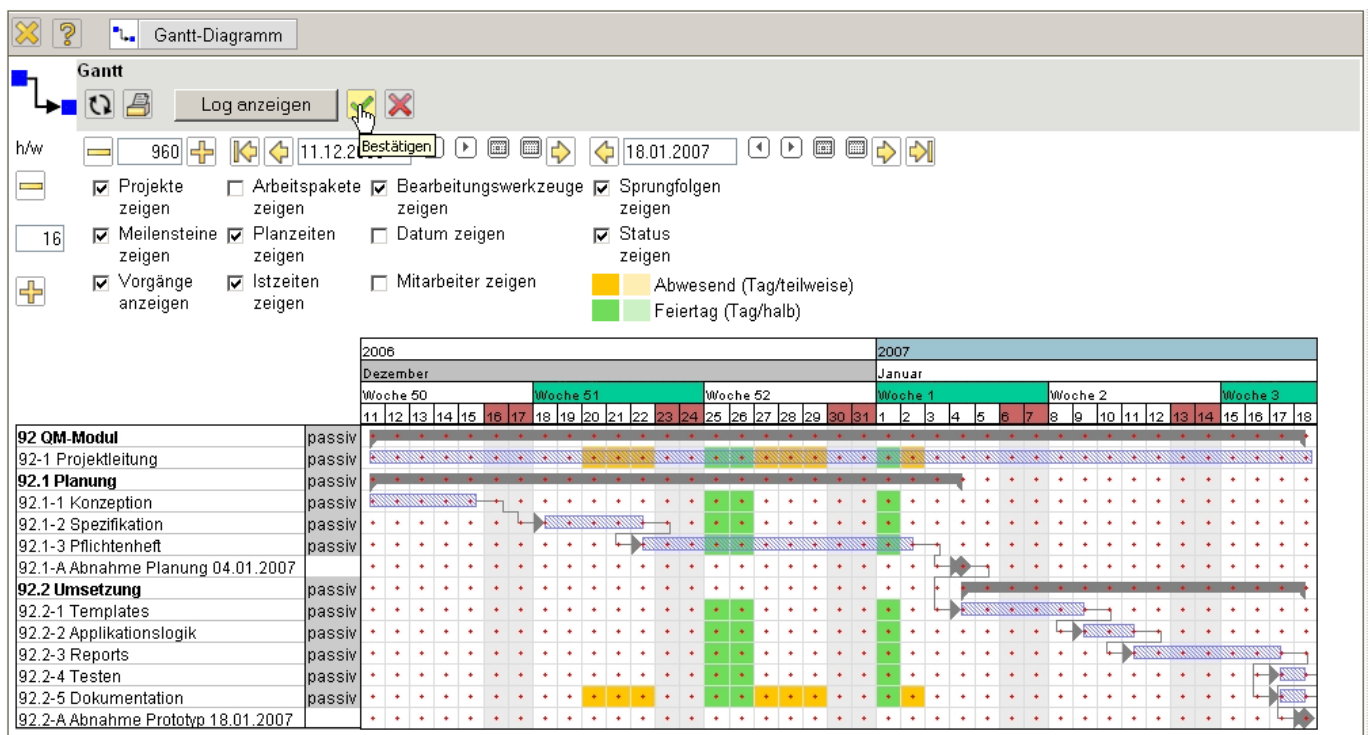 Gantt-Diagramm
Gantt
Log anzeigen
Bestätigen
h/w 960 11.12.2 18.01.2007
Projekte zeigen
Arbeitspakete zeigen
Bearbeitungswerkzeuge zeigen
Sprungfolgen zeigen
16
Meilensteine zeigen
Planzeiten zeigen
Datum zeigen
Status zeigen
Vorgänge anzeigen
Istzeiten zeigen
Mitarbeiter zeigen
Abwesend (Tag/teilweise)
Feiertag (Tag/halb)
2006 2007
Dezember Januar
Woche 50 Woche 51 Woche 52 Woche 1 Woche 2 Woche 3
11 12 13 14 15 16 17 18 19 20 21 22 23 24 25 26 27 28 29 30 31 1 2 3 4 5 6 7 8 9 10 11 12 13 14 15 16 17 18
92 QM-Modul passiv
92-1 Projektleitung passiv
92.1 Planung passiv
92.1-1 Konzeption passiv
92.1-2 Spezifikation passiv
92.1-3 Pflichtenheft passiv
92.1-A Abnahme Planung 04.01.2007
92.2 Umsetzung passiv
92.2-1 Templates passiv
92.2-2 Applikationslogik passiv
92.2-3 Reports passiv
92.2-4 Testen passiv
92.2-5 Dokumentation passiv
92.2-A Abnahme Prototyp 18.01.2007